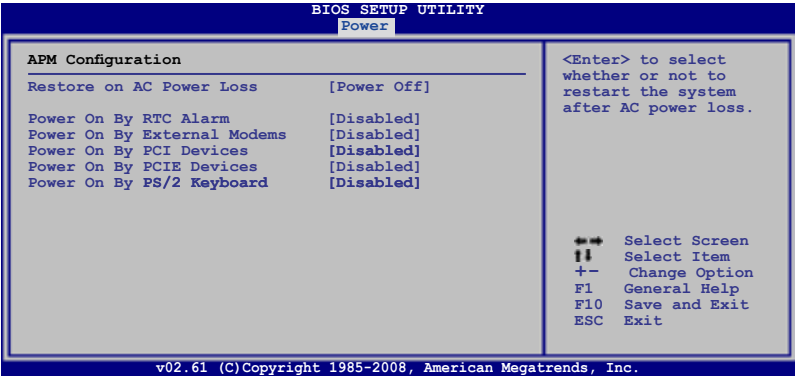 BIOS SETUP UTILITY
Power
APM Configuration
Restore on AC Power Loss [Power Off]
Power On By RTC Alarm [Disabled]
Power On By External Modems [Disabled]
Power On By PCI Devices [Disabled]
Power On By PCIE Devices [Disabled]
Power On By PS/2 Keyboard [Disabled]
<Enter> to select
whether or not to
restart the system
after AC power loss.
Select Screen
Select Item
+- Change Option
F1 General Help
F10 Save and Exit
ESC Exit
v02.61 (C)Copyright 1985-2008, American Megatrends, Inc.